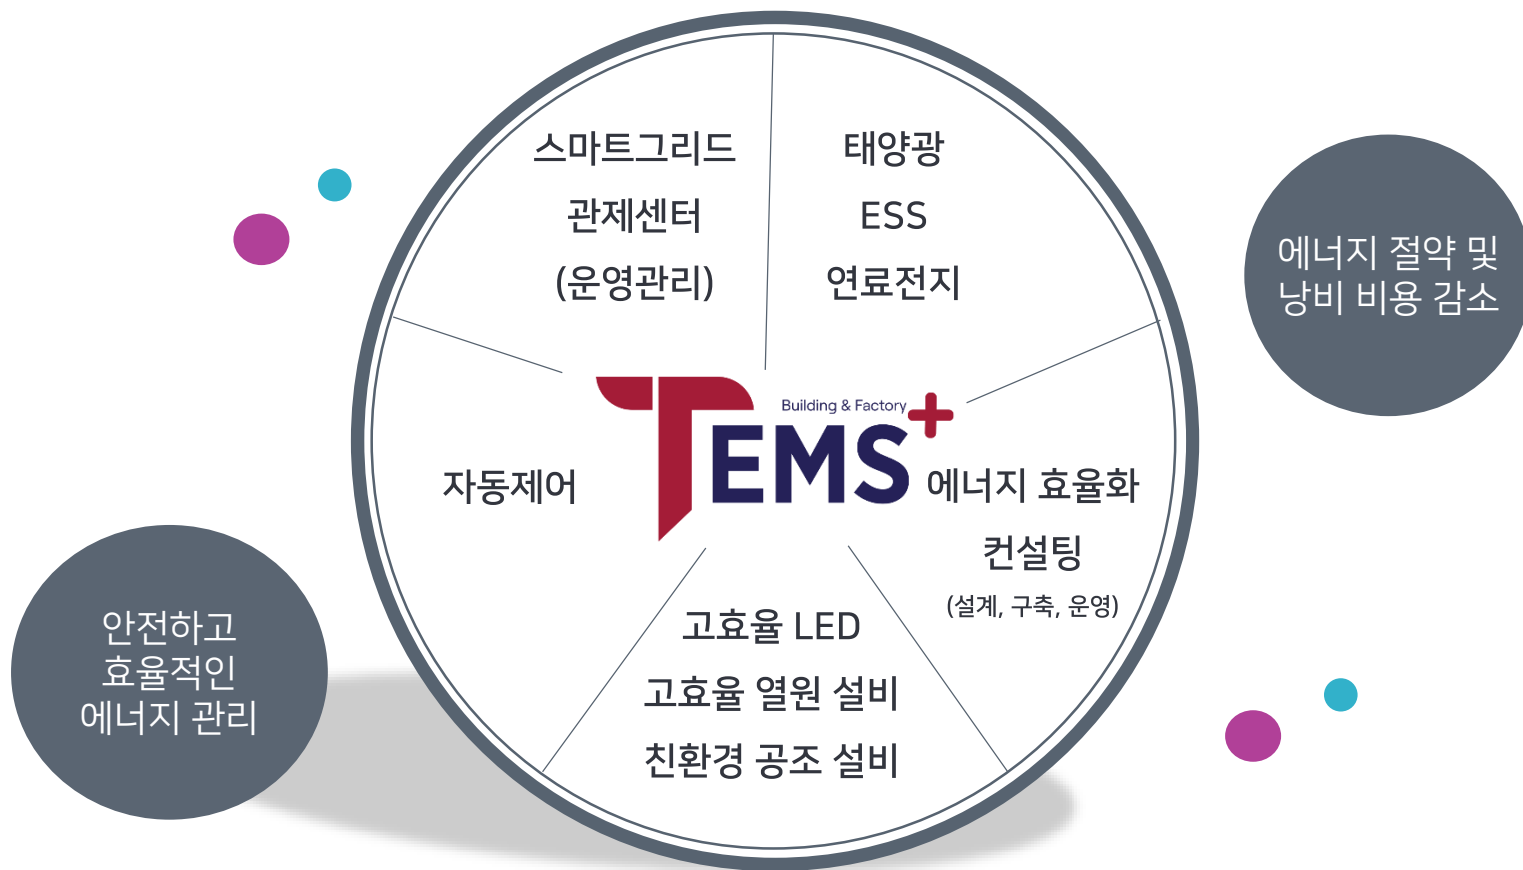 스마트그리드
관제센터
(운영관리)
태양광
ESS
연료전지
에너지 절약 및
낭비 비용 감소
Building & Factory
TEMS+
자동제어
에너지 효율화
컨설팅
(설계, 구축, 운영)
안전하고
효율적인
에너지 관리
고효율 LED
고효율 열원 설비
친환경 공조 설비